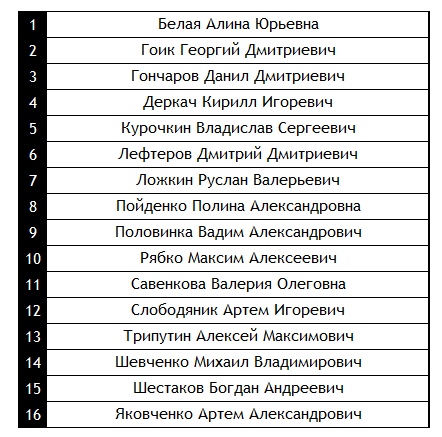 1 Белая Алина Юрьевна
2 Гоик Георгий Дмитриевич
3 Гончаров Данил Дмитриевич
4 Деркач Кирилл Игоревич
5 Курочкин Владислав Сергеевич
6 Лефтеров Дмитрий Дмитриевич
7 Ложкин Руслан Валерьевич
8 Пойденко Полина Александровна
9 Половинка Вадим Александрович
10 Рябко Максим Алексеевич
11 Савенкова Валерия Олеговна
12 Слободяник Артем Игоревич
13 Трипутин Алексей Максимович
14 Шевченко Михаил Владимирович
15 Шестаков Богдан Андреевич
16 Яковченко Артем Александрович